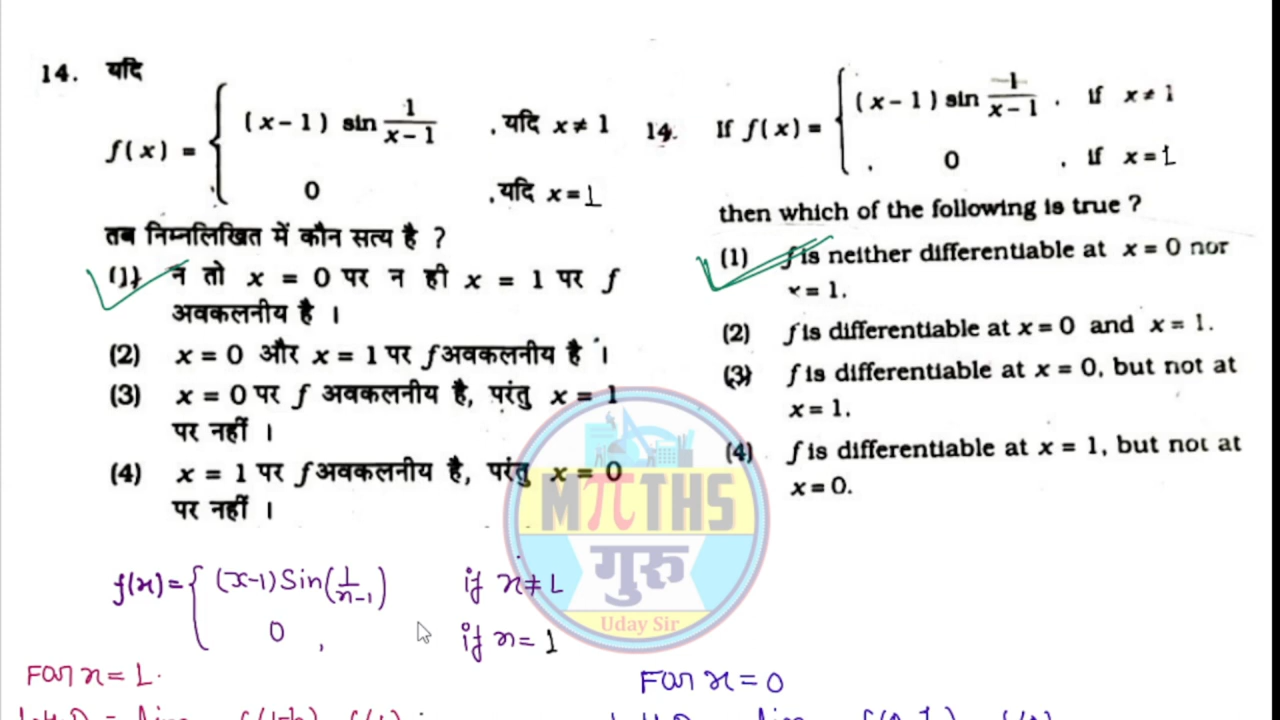 14. यदि
f(x) = { (x-1) sin 1/(x-1) , यदि x ≠ 1
0 , यदि x = 1
तब निम्नलिखित में कौन सत्य है ?
(1) न तो x = 0 पर न ही x = 1 पर f
अवकलनीय है ।
(2) x = 0 और x = 1 पर f अवकलनीय है ।
(3) x = 0 पर f अवकलनीय है, परंतु x = 1
पर नहीं ।
(4) x = 1 पर f अवकलनीय है, परंतु x = 0
पर नहीं ।
14. If f(x) = { (x-1) sin 1/(x-1) , if x ≠ 1
0 , if x = 1
then which of the following is true ?
(1) f is neither differentiable at x = 0 nor
x = 1.
(2) f is differentiable at x = 0 and x = 1.
(3) f is differentiable at x = 0, but not at
x = 1.
(4) f is differentiable at x = 1, but not at
x = 0.
MπTHS
गुरु
Uday Sir
f(x) = { (x-1) Sin(1/(x-1)) if x ≠ 1
0 , if x = 1
For x = 1.
For x = 0